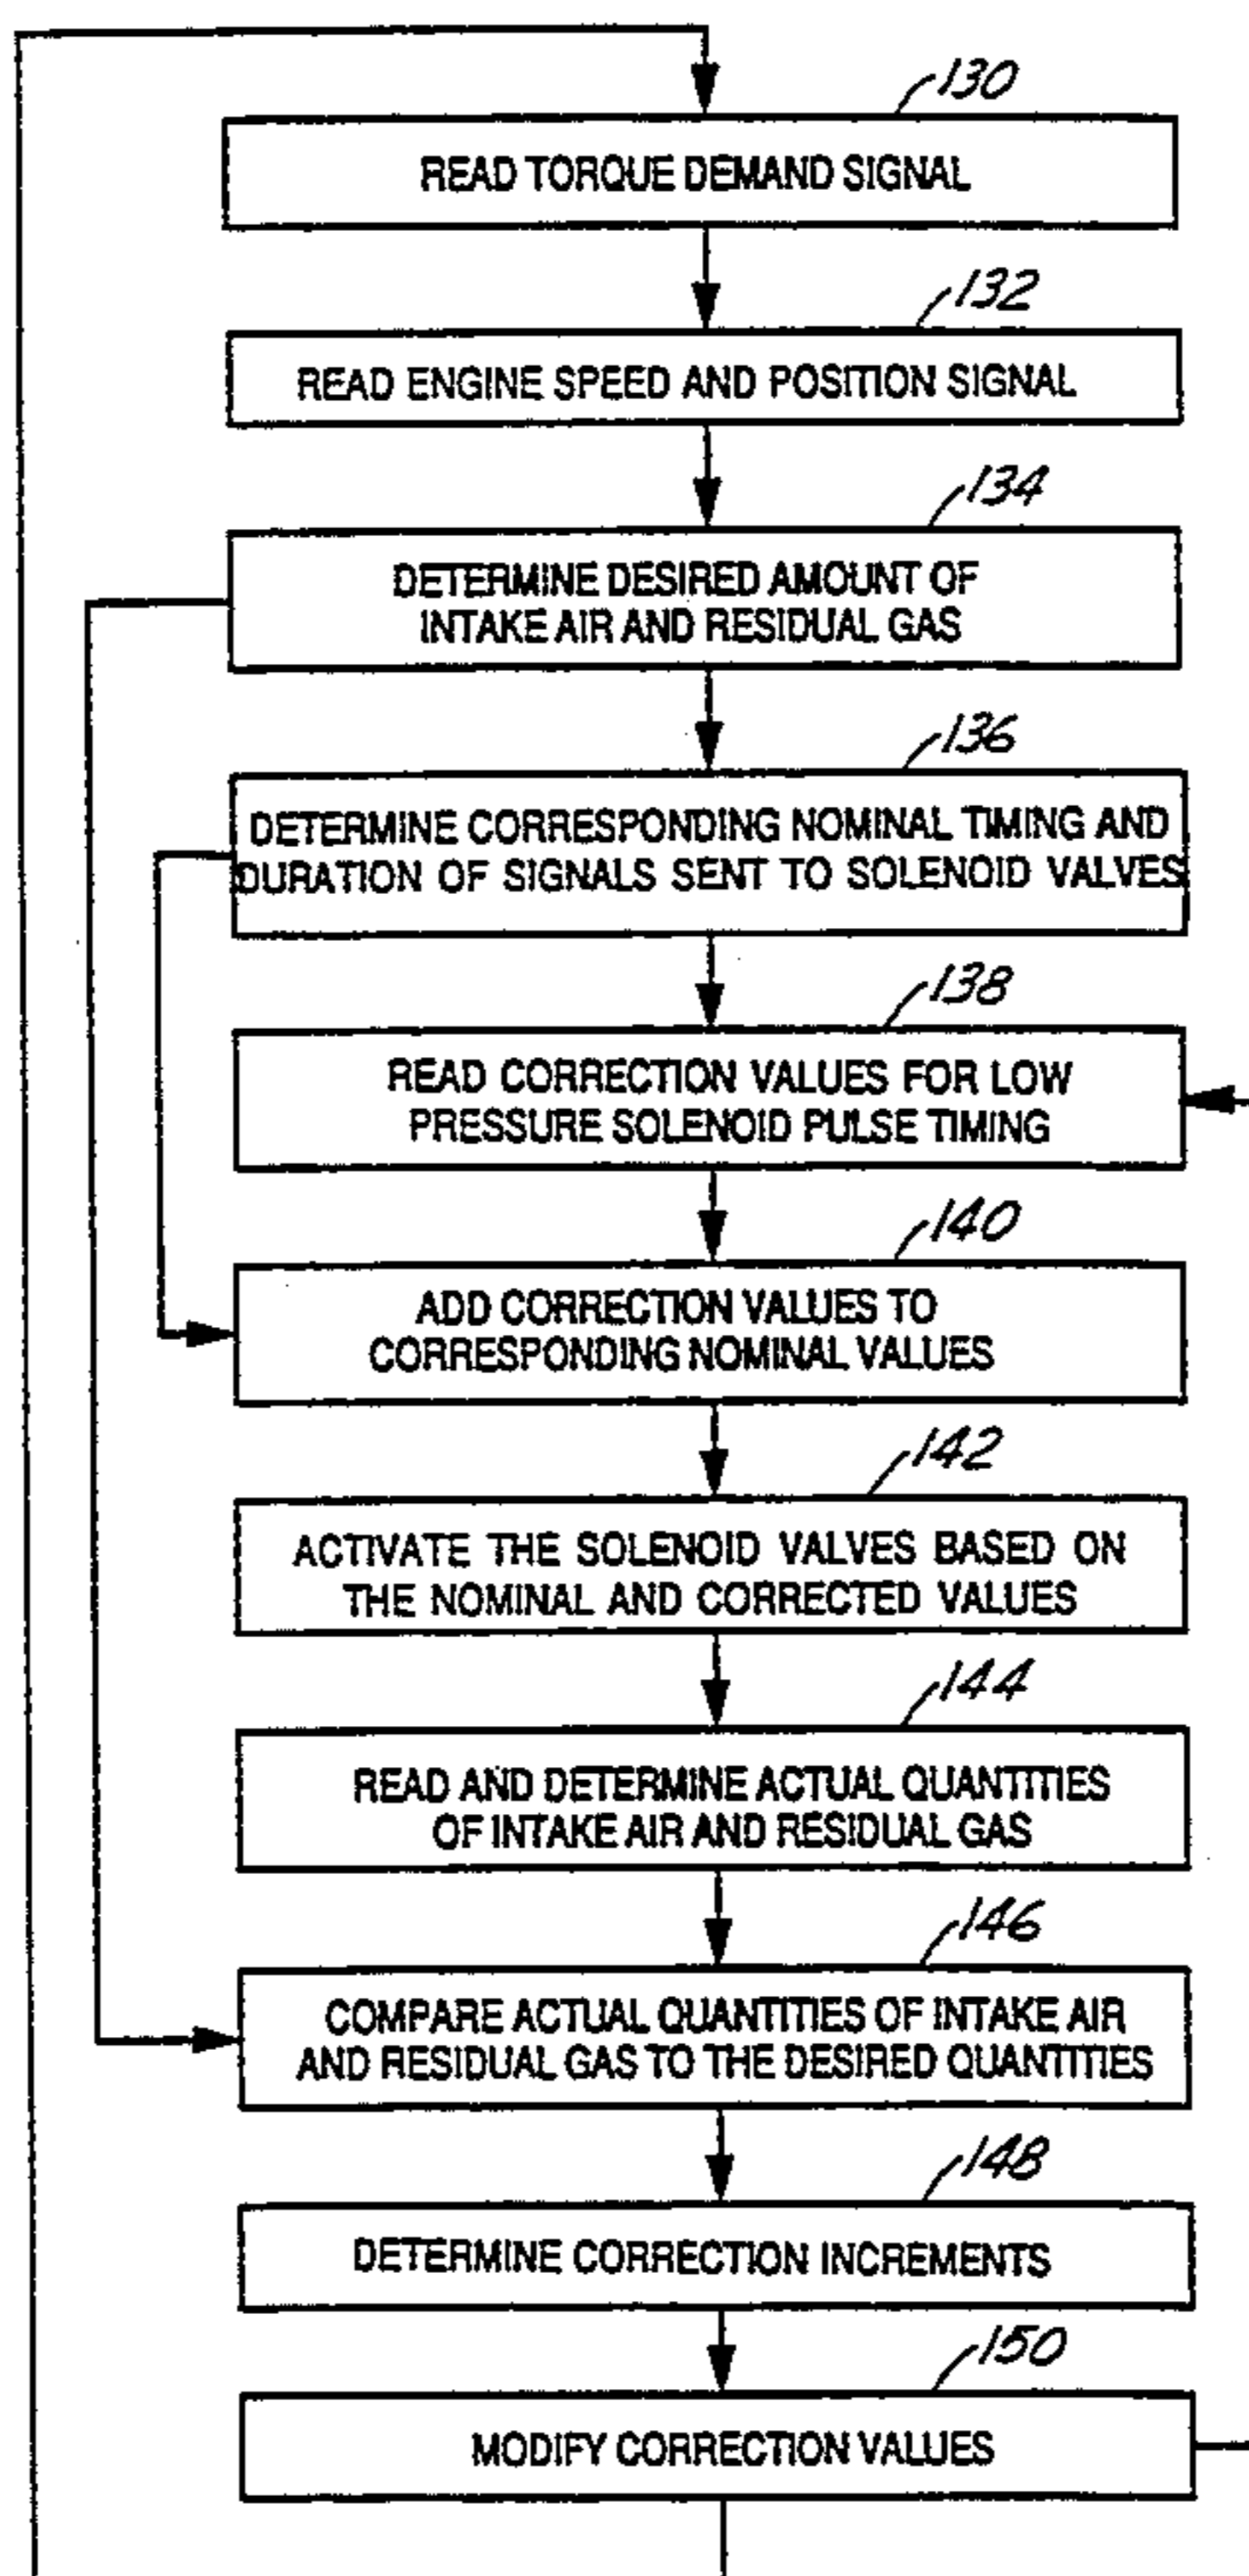 130
READ TORQUE DEMAND SIGNAL
132
READ ENGINE SPEED AND POSITION SIGNAL
134
DETERMINE DESIRED AMOUNT OF
INTAKE AIR AND RESIDUAL GAS
136
DETERMINE CORRESPONDING NOMINAL TIMING AND
DURATION OF SIGNALS SENT TO SOLENOID VALVES
138
READ CORRECTION VALUES FOR LOW
PRESSURE SOLENOID PULSE TIMING
140
ADD CORRECTION VALUES TO
CORRESPONDING NOMINAL VALUES
142
ACTIVATE THE SOLENOID VALVES BASED ON
THE NOMINAL AND CORRECTED VALUES
144
READ AND DETERMINE ACTUAL QUANTITIES
OF INTAKE AIR AND RESIDUAL GAS
146
COMPARE ACTUAL QUANTITIES OF INTAKE AIR
AND RESIDUAL GAS TO THE DESIRED QUANTITIES
148
DETERMINE CORRECTION INCREMENTS
150
MODIFY CORRECTION VALUES